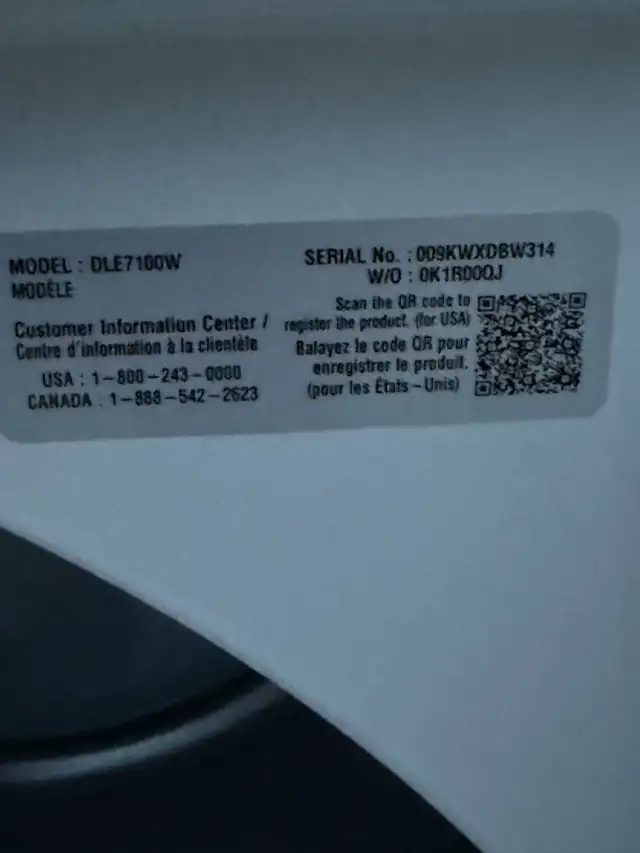 MODEL : DLE7100W
MODÈLE
Customer Information Center /
Centre d'information à la clientèle
USA : 1-800-243-0000
CANADA : 1-888-542-2623
SERIAL No. : 009KWXDBW314
W/O : 0K1R000J
Scan the QR code to
register the product. (for USA)
Balayez le code QR pour
enregistrer le produit.
(pour les États-Unis)